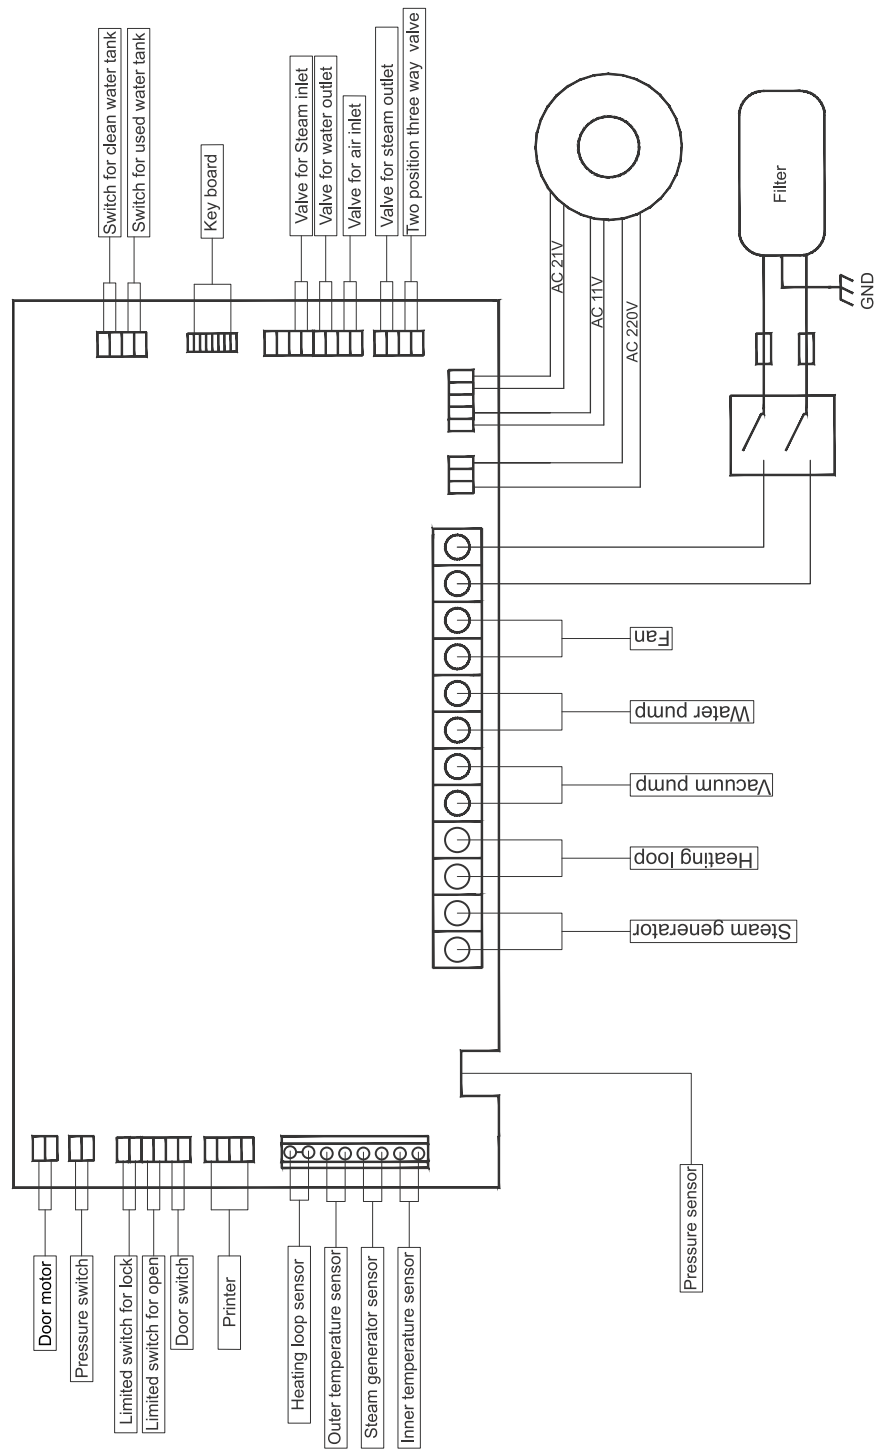 Switch for clean water tank
Switch for used water tank
Key board
Valve for Steam inlet
Valve for water outlet
Valve for air inlet
Valve for steam outlet
Two position three way valve
AC 21V
AC 11V
AC 220V
Filter
GND
Fan
Water pump
Vacuum pump
Heating loop
Steam generator
Door motor
Pressure switch
Limited switch for lock
Limited switch for open
Door switch
Printer
Heating loop sensor
Outer temperature sensor
Steam generator sensor
Inner temperature sensor
Pressure sensor